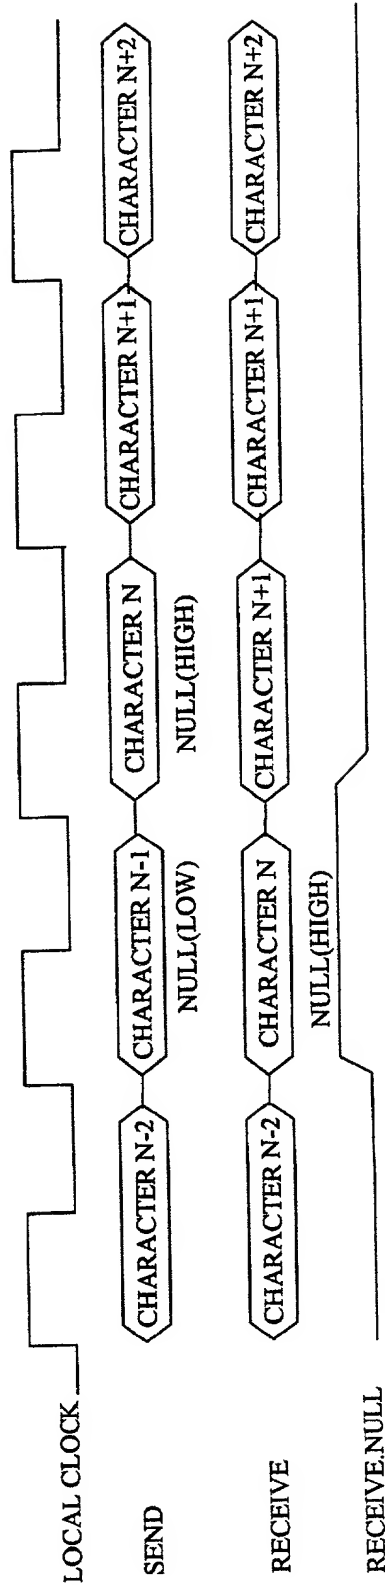 LOCAL CLOCK
SEND
CHARACTER N-2
CHARACTER N-1
CHARACTER N
CHARACTER N+1
CHARACTER N+2
NULL(LOW)
NULL(HIGH)
RECEIVE
CHARACTER N-2
CHARACTER N
CHARACTER N+1
CHARACTER N+1
CHARACTER N+2
NULL(HIGH)
RECEIVE.NULL